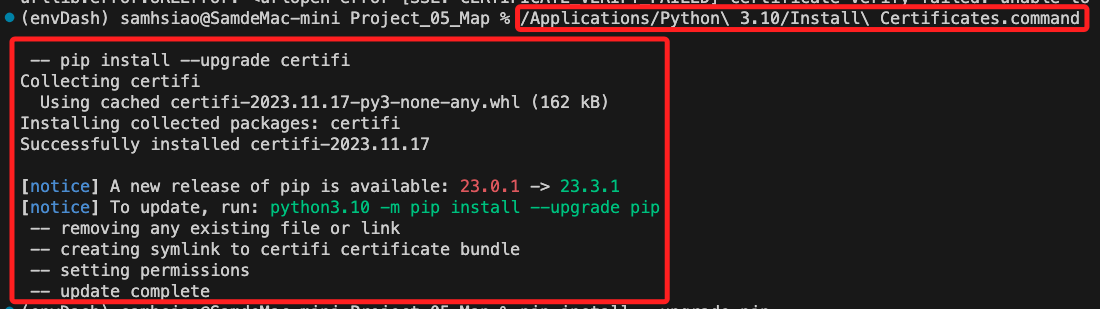 (envDash) samhsiao@SamdeMac-mini Project_05_Map % /Applications/Python\ 3.10/Install\ Certificates.command
-- pip install --upgrade certifi
Collecting certifi
Using cached certifi-2023.11.17-py3-none-any.whl (162 kB)
Installing collected packages: certifi
Successfully installed certifi-2023.11.17
[notice] A new release of pip is available: 23.0.1 -> 23.3.1
[notice] To update, run: python3.10 -m pip install --upgrade pip
-- removing any existing file or link
-- creating symlink to certifi certificate bundle
-- setting permissions
-- update complete